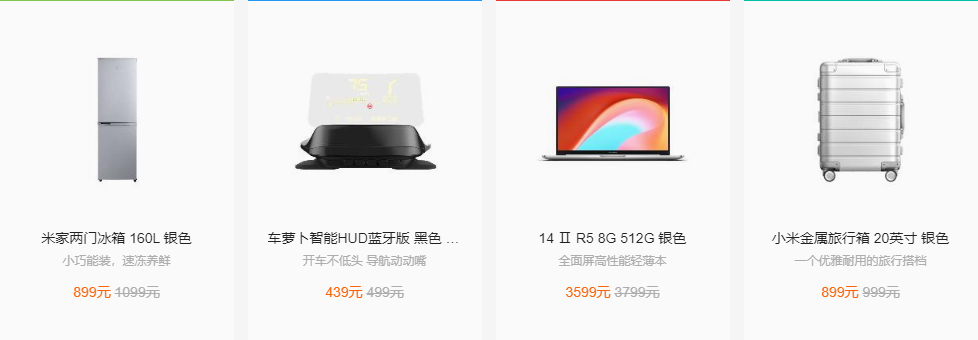 米家两门冰箱 160L 银色
小巧能装，速冻养鲜
899元 1099元
车萝卜智能HUD蓝牙版 黑色 ...
开车不低头 导航动动嘴
439元 499元
14 Ⅱ R5 8G 512G 银色
全面屏高性能轻薄本
3599元 3799元
小米金属旅行箱 20英寸 银色
一个优雅耐用的旅行搭档
899元 999元